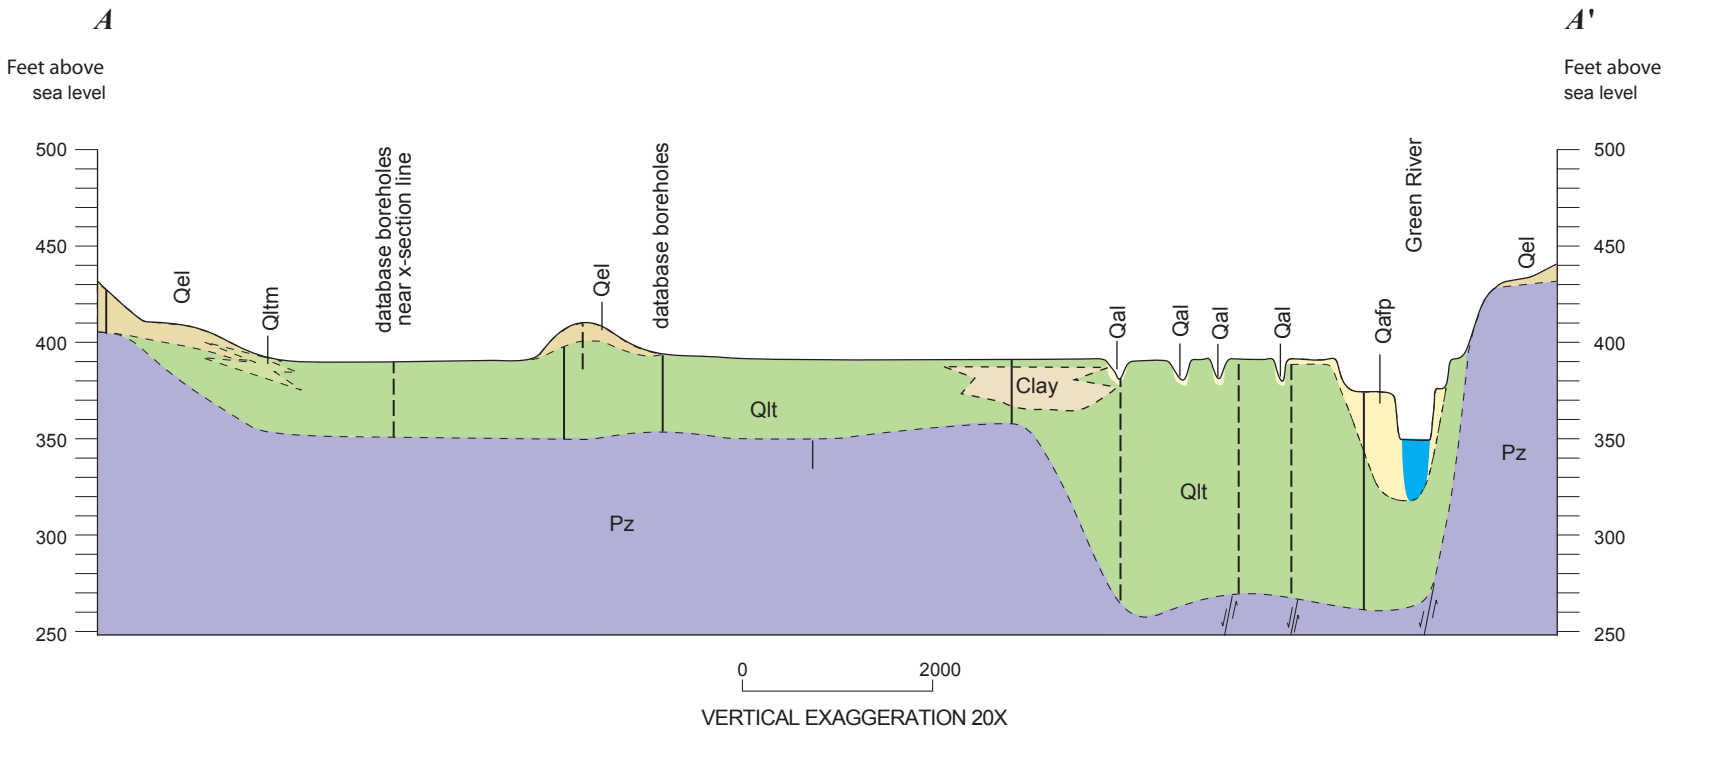 A
A'
Feet above
sea level
Feet above
sea level
500
450
400
350
300
250
Qel
Qltm
database boreholes
near x-section line
Qel
database boreholes
Qal
Qal
Qal
Qal
Qafp
Green River
Qel
500
450
400
350
300
250
Clay
Qlt
Qlt
Pz
Pz
0
2000
VERTICAL EXAGGERATION 20X